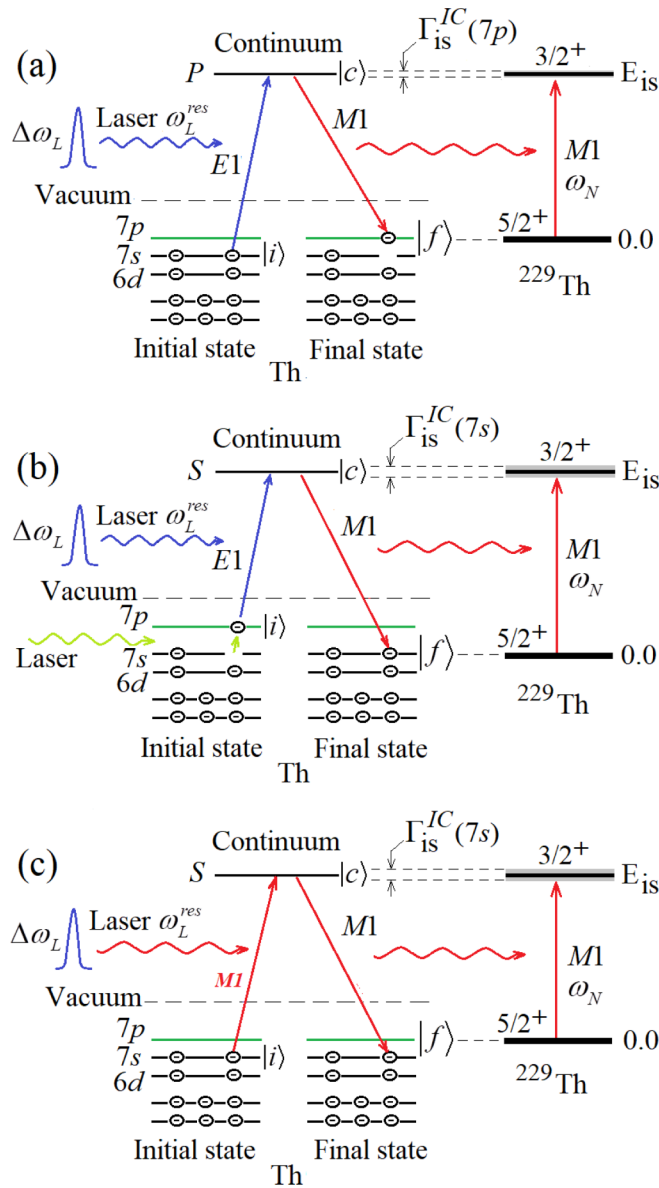 (a)
Continuum
Γ_is^IC(7p)
3/2+
P
|c⟩
E_is
Laser ω_L^res
Δω_L
E1
M1
M1
ω_N
Vacuum
7p
7s
6d
|i⟩
|f⟩
5/2+
0.0
229Th
Initial state
Final state
Th
(b)
Continuum
Γ_is^IC(7s)
3/2+
S
|c⟩
E_is
Laser ω_L^res
Δω_L
E1
M1
M1
ω_N
Vacuum
7p
|i⟩
Laser
7s
6d
|f⟩
5/2+
0.0
229Th
Initial state
Final state
Th
(c)
Continuum
Γ_is^IC(7s)
3/2+
S
|c⟩
E_is
Laser ω_L^res
Δω_L
M1
M1
M1
ω_N
Vacuum
7p
7s
6d
|i⟩
|f⟩
5/2+
0.0
229Th
Initial state
Final state
Th